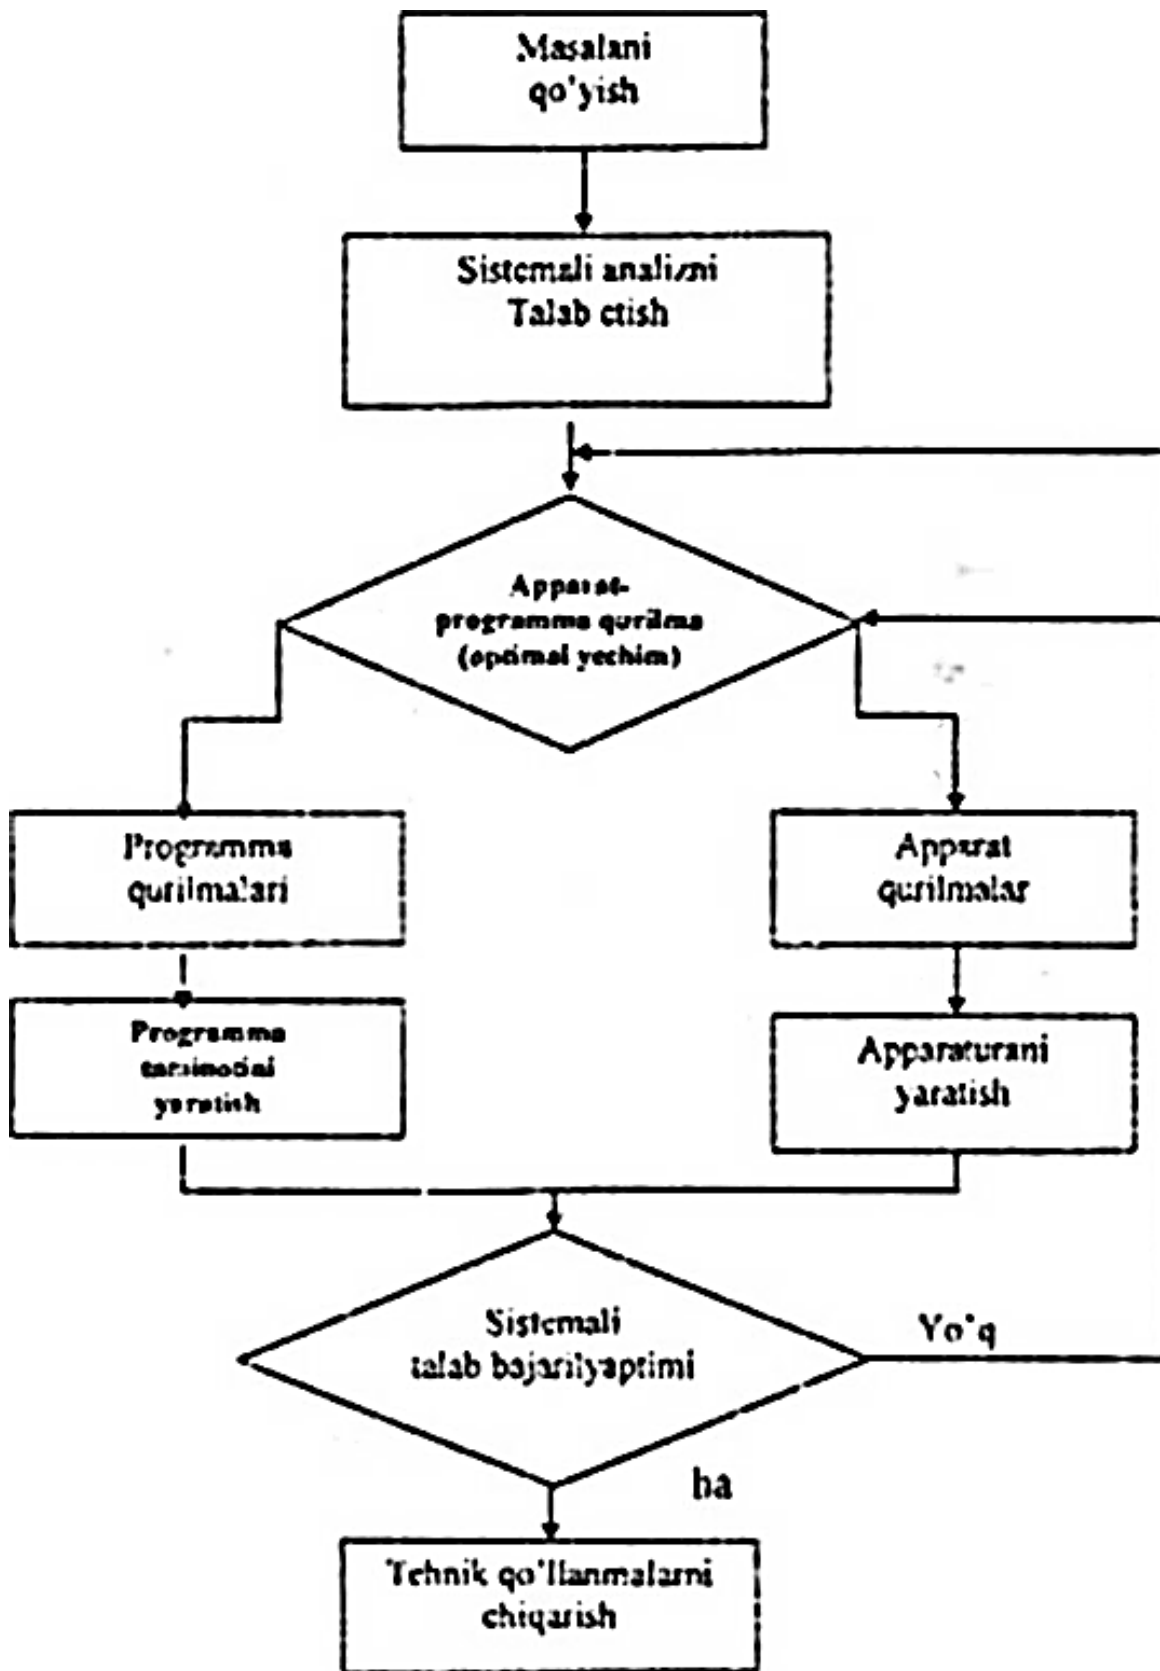 Masalani
qo'yish
Sistemali analizni
Talab etish
Apparat-
programma qurilma
(optimal yechim)
Programma
qurilmalari
Apparat
qurilmalar
Programma
yaratish
Apparaturani
yaratish
Sistemali
talab bajarilyaptimi
Yo'q
ha
Tehnik qo'llanmalarni
chiqarish